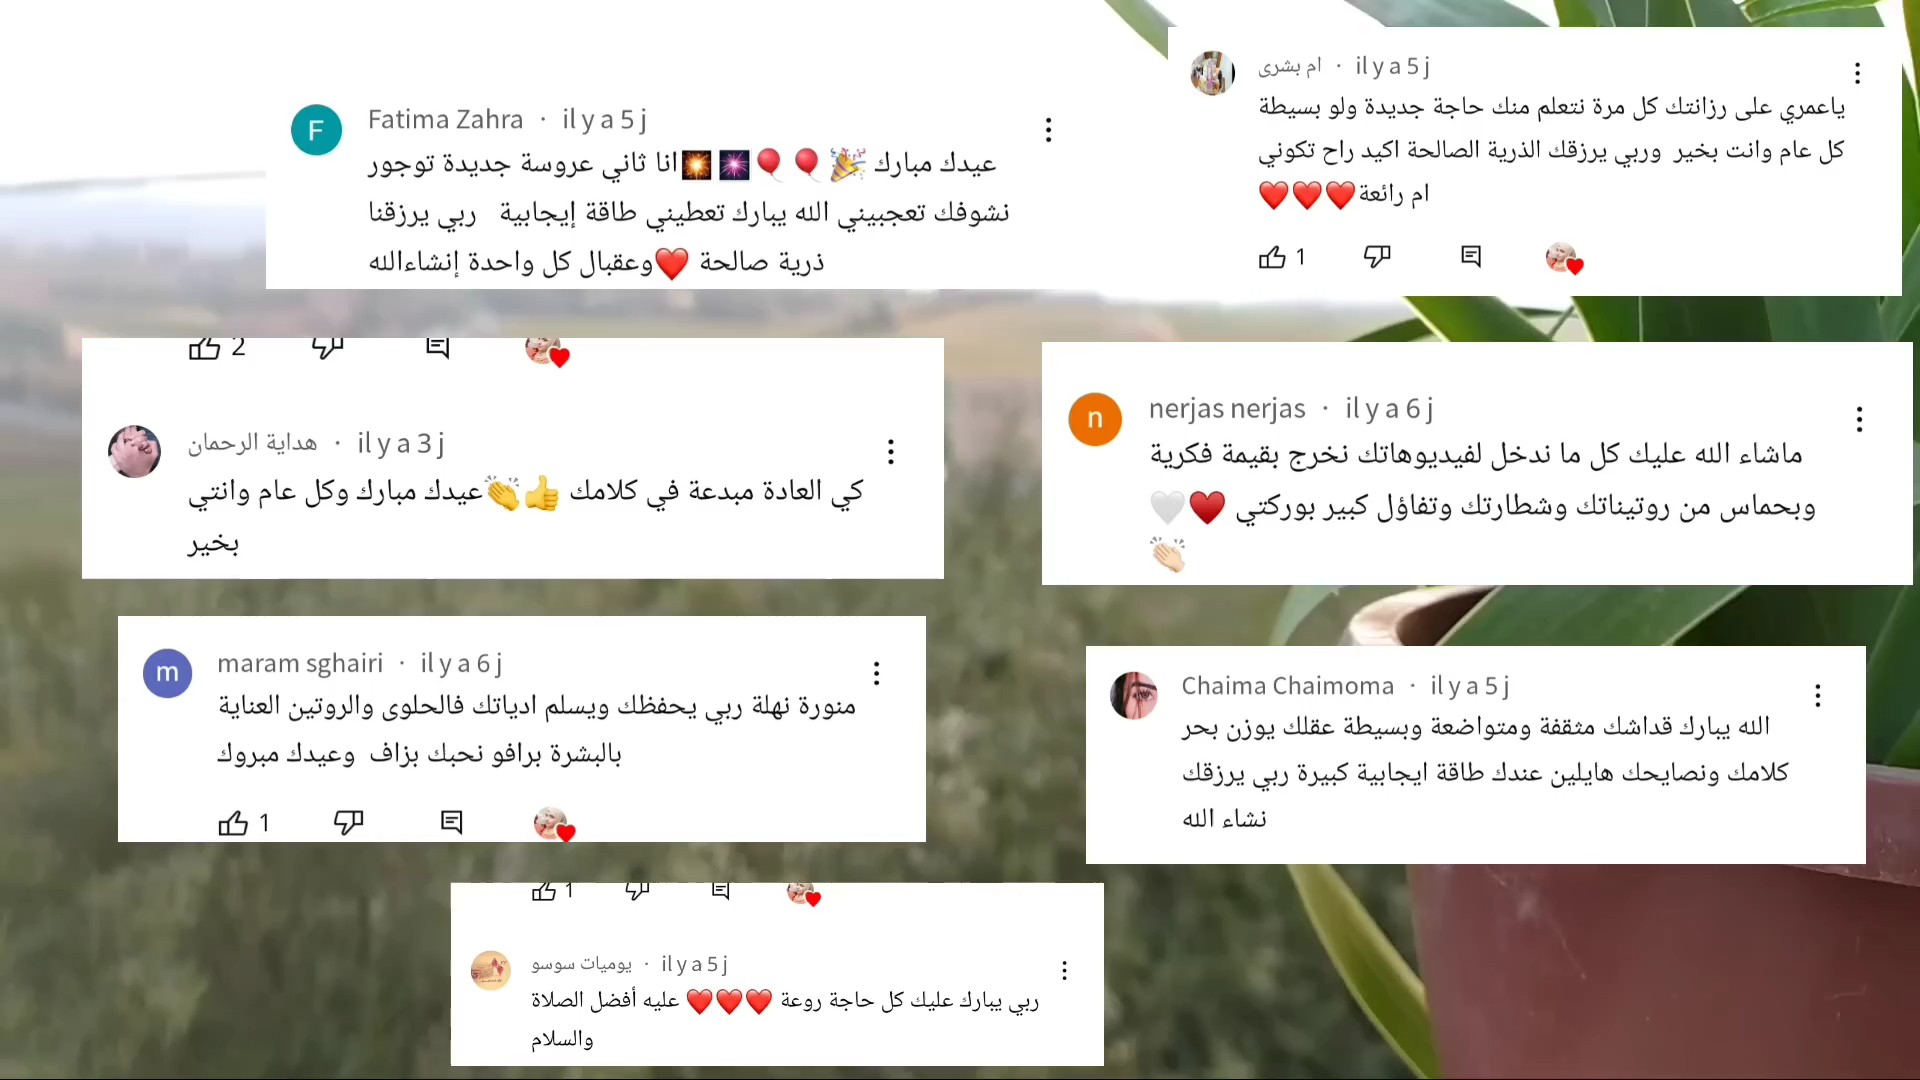 Fatima Zahra · il y a 5 j
عيدك مبارك 🎉🎈🎈🎆🎇انا ثاني عروسة جديدة توجور
نشوفك تعجبيني الله يبارك تعطيني طاقة إيجابية ربي يرزقنا
ذرية صالحة ❤️وعقبال كل واحدة إنشاءالله
ام بشرى · il y a 5 j
ياعمري على رزانتك كل مرة نتعلم منك حاجة جديدة ولو بسيطة
كل عام وانت بخير وربي يرزقك الذرية الصالحة اكيد راح تكوني
ام رائعة❤️❤️❤️
1
2
هداية الرحمان · il y a 3 j
كي العادة مبدعة في كلامك 👍👏عيدك مبارك وكل عام وانتي
بخير
nerjas nerjas · il y a 6 j
ماشاء الله عليك كل ما ندخل لفيديوهاتك نخرج بقيمة فكرية
وبحماس من روتيناتك وشطارتك وتفاؤل كبير بوركتي ♥️🤍
👏🏻
maram sghairi · il y a 6 j
منورة نهلة ربي يحفظك ويسلم ادياتك فالحلوى والروتين العناية
بالبشرة برافو نحبك بزاف وعيدك مبروك
1
Chaima Chaimoma · il y a 5 j
الله يبارك قداشك مثقفة ومتواضعة وبسيطة عقلك يوزن بحر
كلامك ونصايحك هايلين عندك طاقة ايجابية كبيرة ربي يرزقك
نشاء الله
1
يوميات سوسو · il y a 5 j
ربي يبارك عليك كل حاجة روعة ❤️❤️❤️ عليه أفضل الصلاة
والسلام